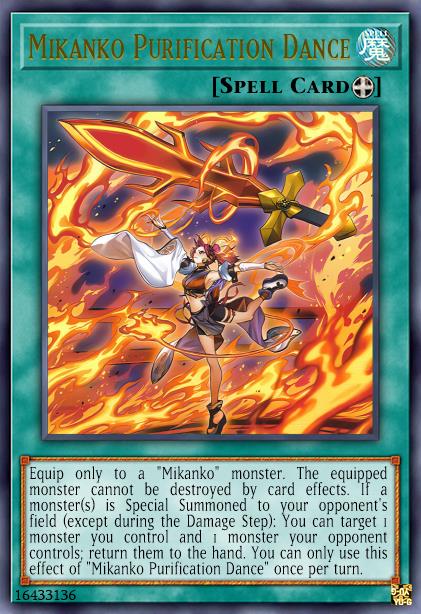 MIKANKO PURIFICATION DANCE
SPELL
魔
[SPELL CARD]
Equip only to a "Mikanko" monster. The equipped
monster cannot be destroyed by card effects. If a
monster(s) is Special Summoned to your opponent's
field (except during the Damage Step): You can target 1
monster you control and 1 monster your opponent
controls; return them to the hand. You can only use this
effect of "Mikanko Purification Dance" once per turn.
16433136